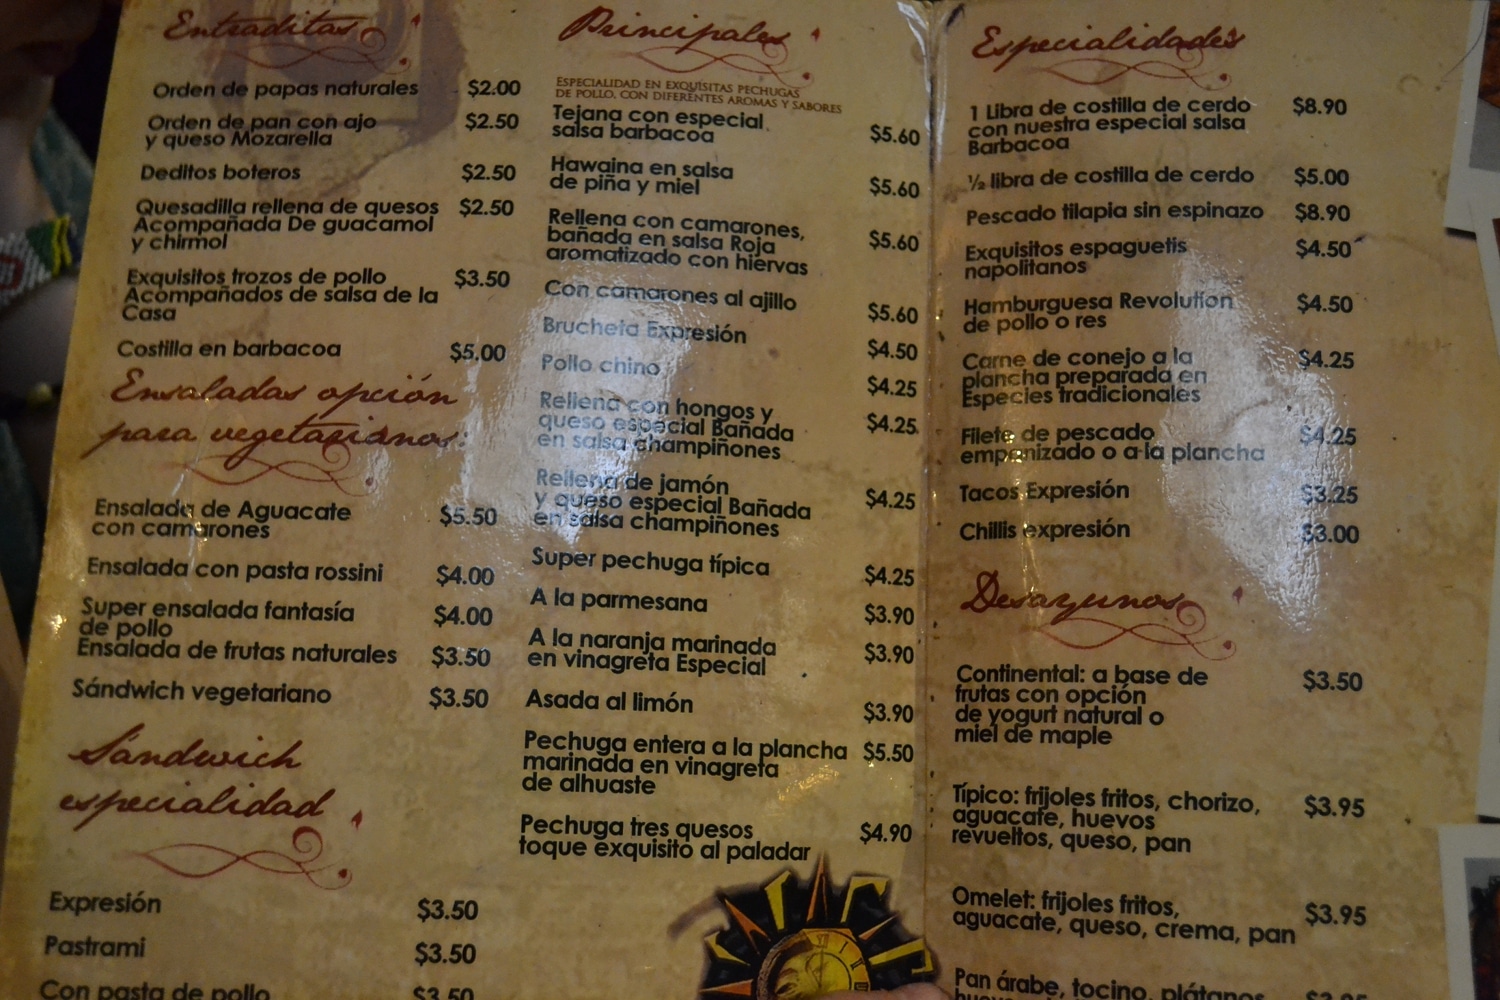 Entraditas
Orden de papas naturales $2.00
Orden de pan con ajo $2.50
y queso Mozarella
Deditos boteros $2.50
Quesadilla rellena de quesos $2.50
Acompañada De guacamol
y chirmol
Exquisitos trozos de pollo $3.50
Acompañados de salsa de la
Casa
Costilla en barbacoa $5.00
Ensaladas opción
para vegetarianos:
Ensalada de Aguacate $5.50
con camarones
Ensalada con pasta rossini $4.00
Super ensalada fantasía $4.00
de pollo
Ensalada de frutas naturales $3.50
Sándwich vegetariano $3.50
Sándwich
especialidad
Expresión $3.50
Pastrami $3.50
Con pasta de pollo $3.50
Principales
ESPECIALIDAD EN EXQUISITAS PECHUGAS
DE POLLO, CON DIFERENTES AROMAS Y SABORES
Tejana con especial
salsa barbacoa $5.60
Hawaina en salsa
de piña y miel $5.60
Rellena con camarones,
bañada en salsa Roja $5.60
aromatizado con hiervas
Con camarones al ajillo $5.60
Brucheta Expresión $4.50
Pollo chino $4.25
Rellena con hongos y $4.25
queso especial Bañada
en salsa champiñones
Rellena de jamón
y queso especial Bañada $4.25
en salsa champiñones
Super pechuga típica $4.25
A la parmesana $3.90
A la naranja marinada $3.90
en vinagreta Especial
Asada al limón $3.90
Pechuga entera a la plancha $5.50
marinada en vinagreta
de alhuaste
Pechuga tres quesos $4.90
toque exquisito al paladar
Especialidades
1 Libra de costilla de cerdo $8.90
con nuestra especial salsa
Barbacoa
½ libra de costilla de cerdo $5.00
Pescado tilapia sin espinazo $8.90
Exquisitos espaguetis $4.50
napolitanos
Hamburguesa Revolution $4.50
de pollo o res
Carne de conejo a la $4.25
plancha preparada en
Especies tradicionales
Filete de pescado $4.25
empanizado o a la plancha
Tacos Expresión $3.25
Chillis expresión $3.00
Desayunos
Continental: a base de $3.50
frutas con opción
de yogurt natural o
miel de maple
Típico: frijoles fritos, chorizo, $3.95
aguacate, huevos
revueltos, queso, pan
Omelet: frijoles fritos, $3.95
aguacate, queso, crema, pan
Pan árabe, tocino, plátanos